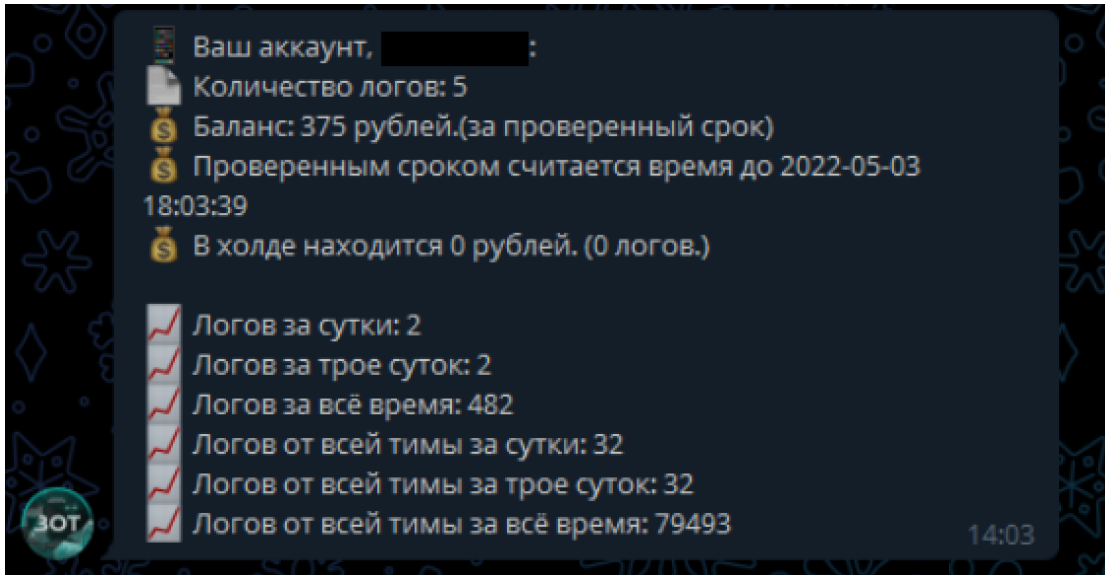 Ваш аккаунт, :
Количество логов: 5
Баланс: 375 рублей.(за проверенный срок)
Проверенным сроком считается время до 2022-05-03
18:03:39
В холде находится 0 рублей. (0 логов.)
Логов за сутки: 2
Логов за трое суток: 2
Логов за всё время: 482
Логов от всей тимы за сутки: 32
Логов от всей тимы за трое суток: 32
Логов от всей тимы за всё время: 79493
ЗОТ
14:03